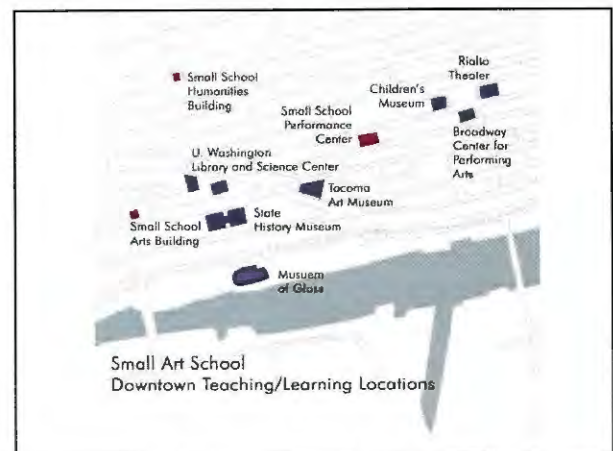 Small School
Humanities
Building
Rialto
Theater
Children's
Museum
Small School
Performance
Center
Broadway
Center for
Performing
Arts
U. Washington
Library and Science Center
Tacoma
Art Museum
Small School
Arts Building
State
History Museum
Musuem
of Glass
Small Art School
Downtown Teaching/Learning Locations